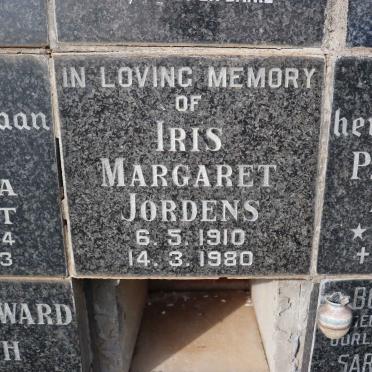 IN LOVING MEMORY
OF
IRIS
MARGARET
JORDENS
6. 5. 1910
14. 3. 1980